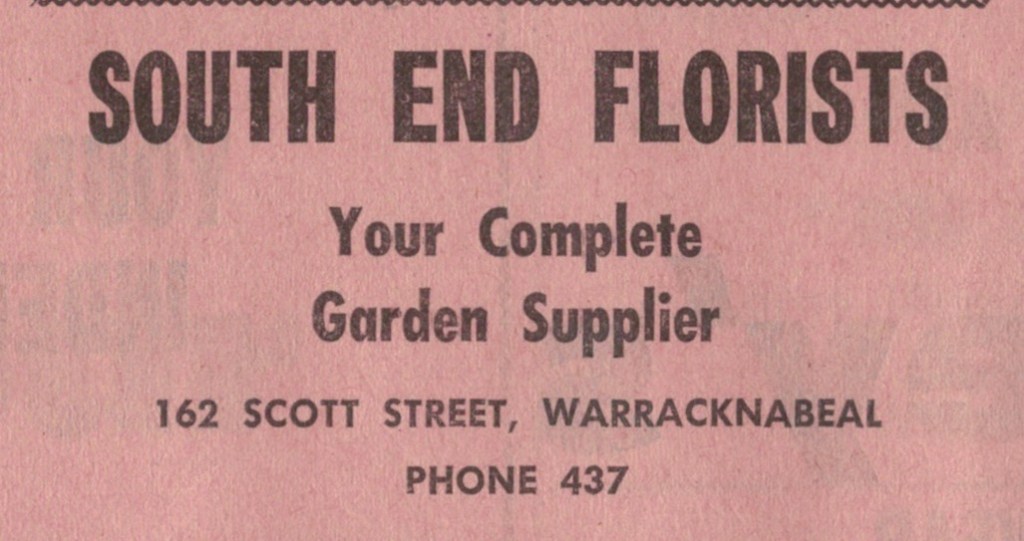 SOUTH END FLORISTS
Your Complete
Garden Supplier
162 SCOTT STREET, WARRACKNABEAL
PHONE 437